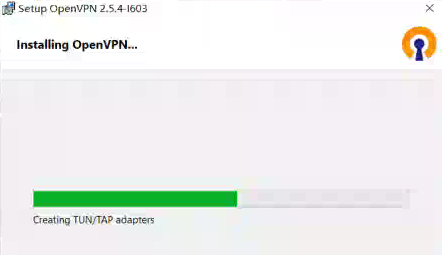 Setup OpenVPN 2.5.4-I603
Installing OpenVPN...
Creating TUN/TAP adapters